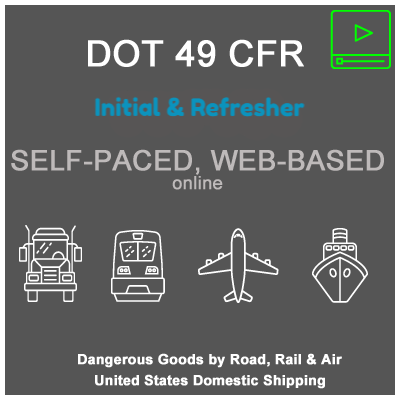 DOT 49 CFR
Initial & Refresher
SELF-PACED, WEB-BASED
online
Dangerous Goods by Road, Rail & Air
United States Domestic Shipping